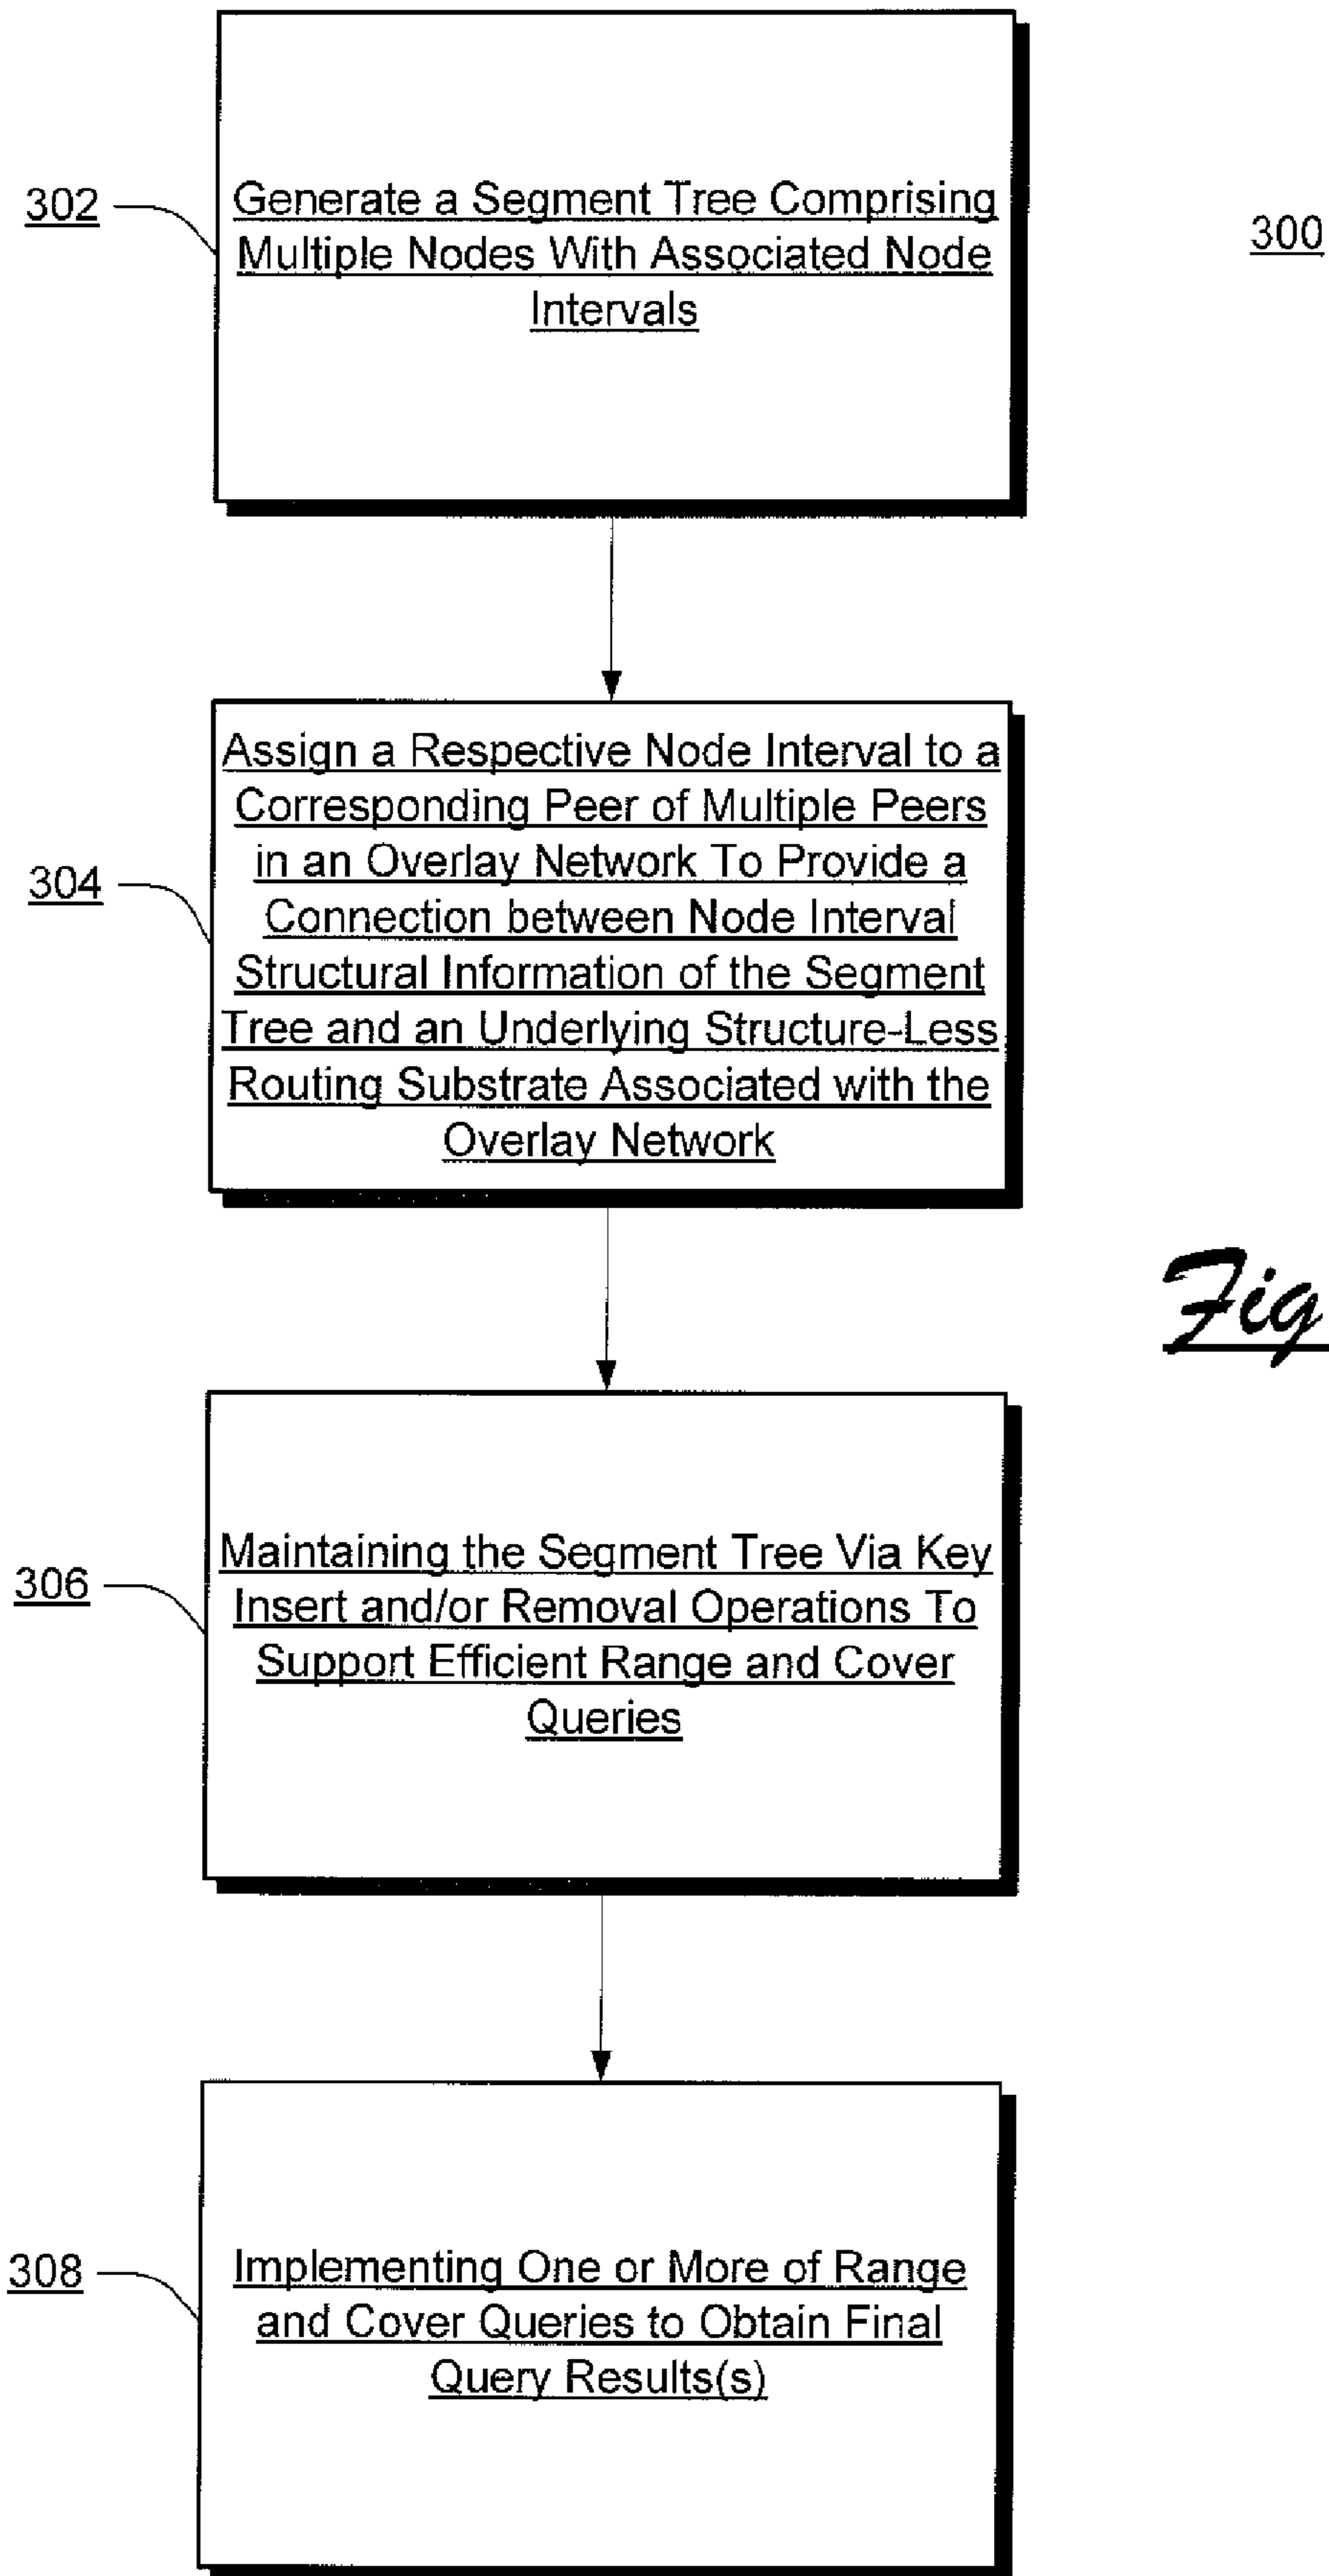 302
Generate a Segment Tree Comprising
Multiple Nodes With Associated Node
Intervals
300
304
Assign a Respective Node Interval to a
Corresponding Peer of Multiple Peers
in an Overlay Network To Provide a
Connection between Node Interval
Structural Information of the Segment
Tree and an Underlying Structure-Less
Routing Substrate Associated with the
Overlay Network
Fig
306
Maintaining the Segment Tree Via Key
Insert and/or Removal Operations To
Support Efficient Range and Cover
Queries
308
Implementing One or More of Range
and Cover Queries to Obtain Final
Query Results(s)